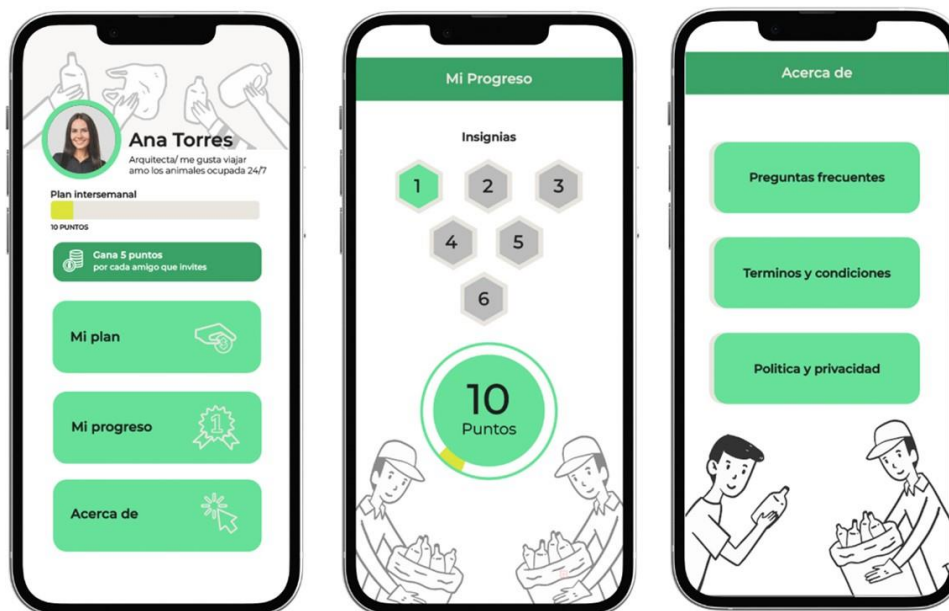 Ana Torres
Arquitecta/ me gusta viajar
amo los animales ocupada 24/7
Plan intersemanal
10 PUNTOS
Gana 5 puntos
por cada amigo que invites
Mi plan
Mi progreso
1
Acerca de
Mi Progreso
Insignias
1 2 3
4 5
6
10
Puntos
Acerca de
Preguntas frecuentes
Terminos y condiciones
Politica y privacidad